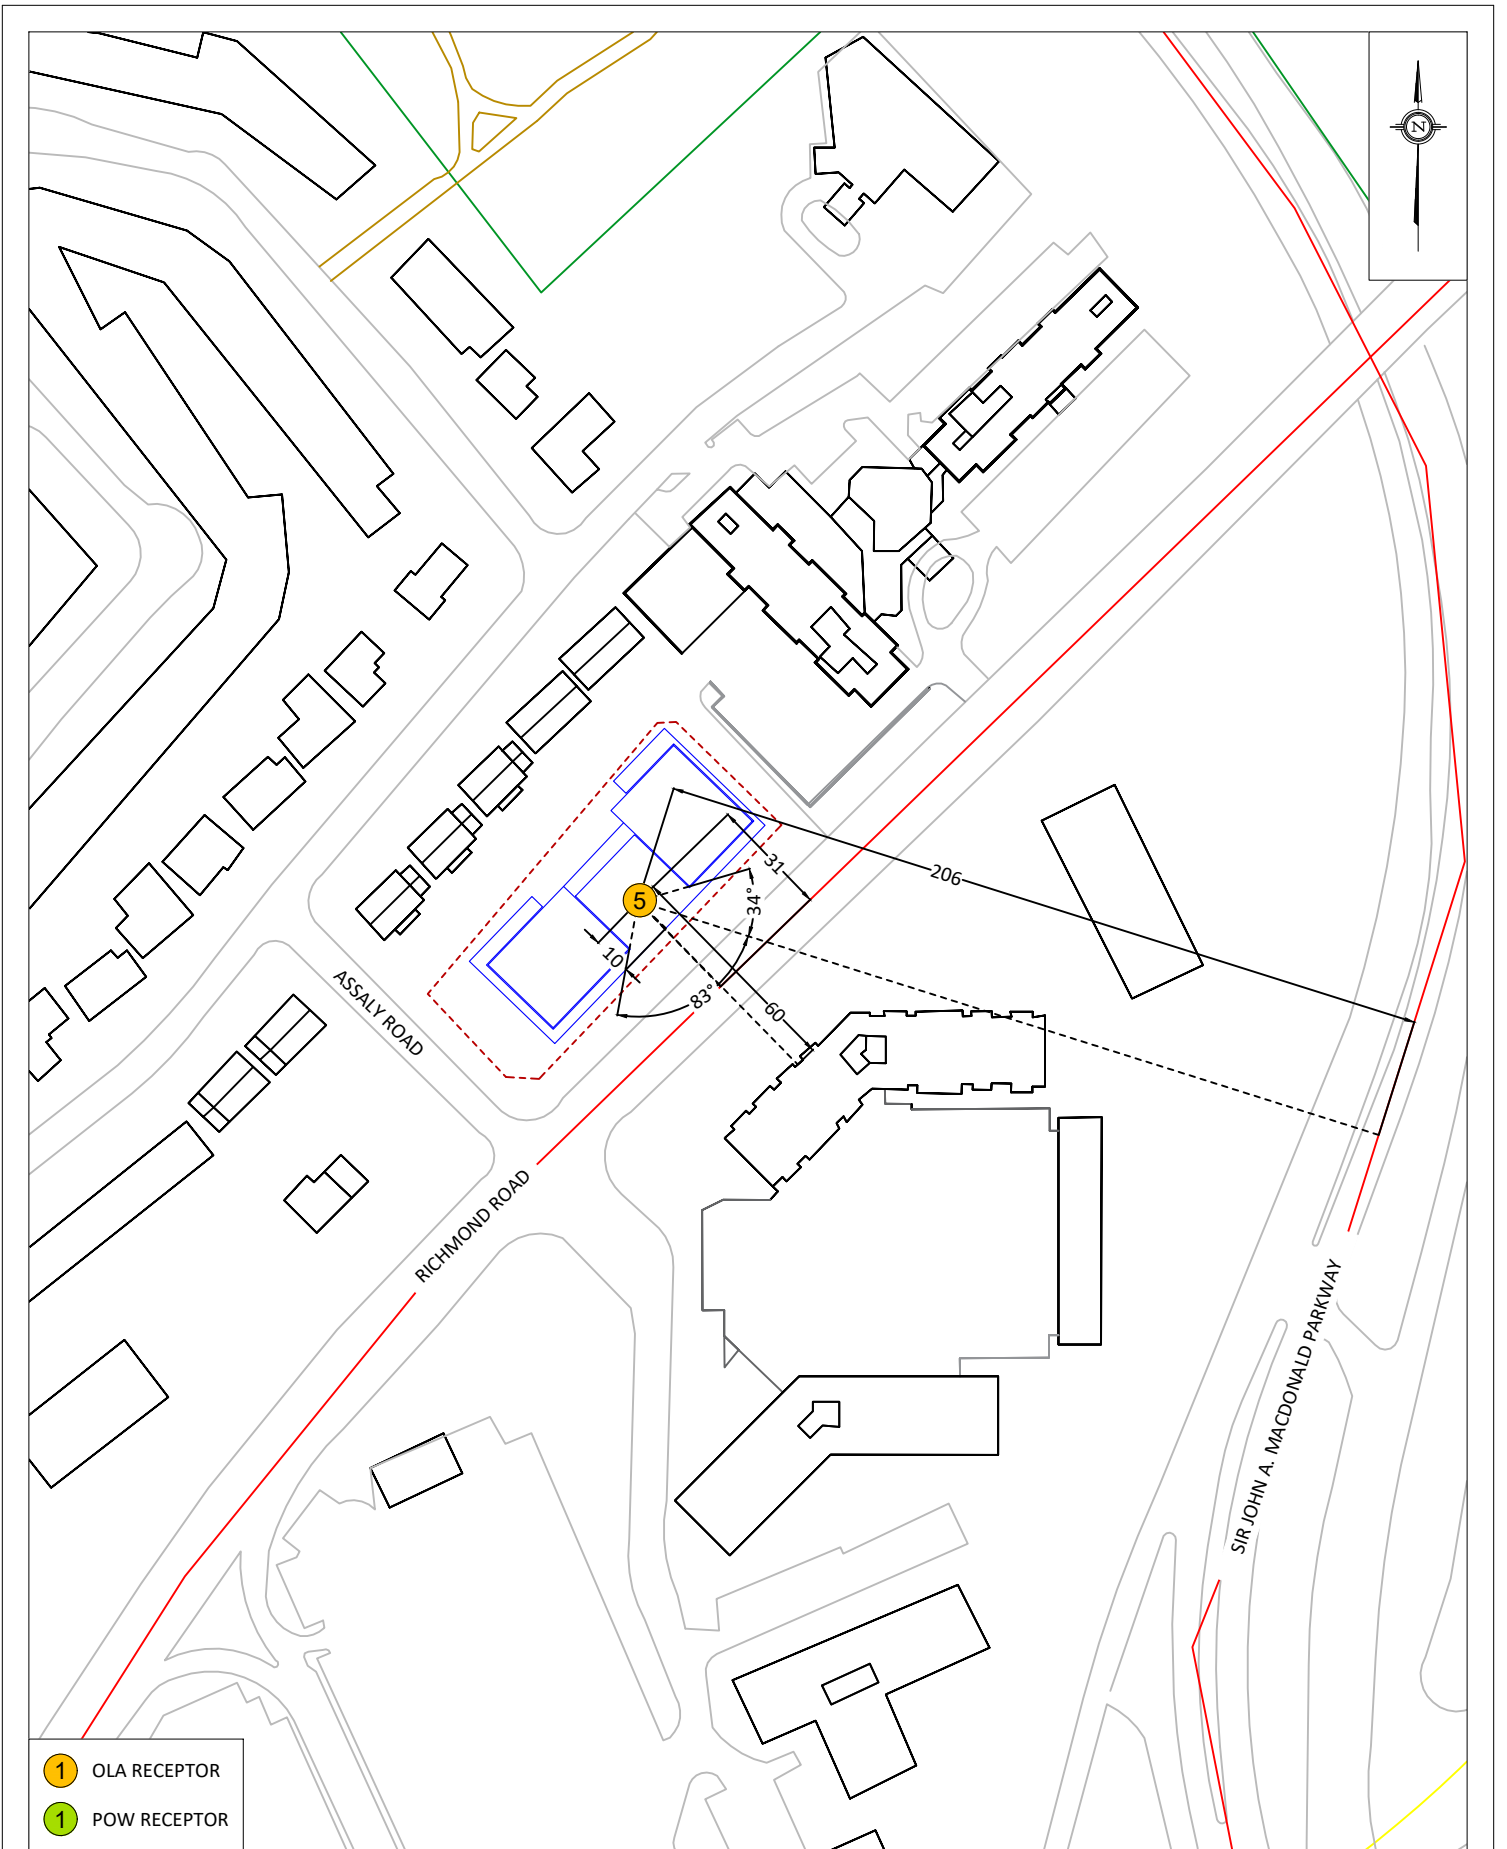 N
206
31
34°
5
10
83°
60
ASSALY ROAD
RICHMOND ROAD
SIR JOHN A. MACDONALD PARKWAY
1 OLA RECEPTOR
1 POW RECEPTOR